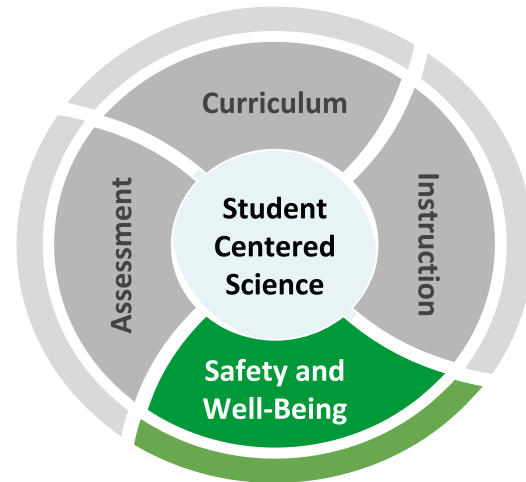 Curriculum
Assessment
Student
Centered
Science
Instruction
Safety and
Well-Being